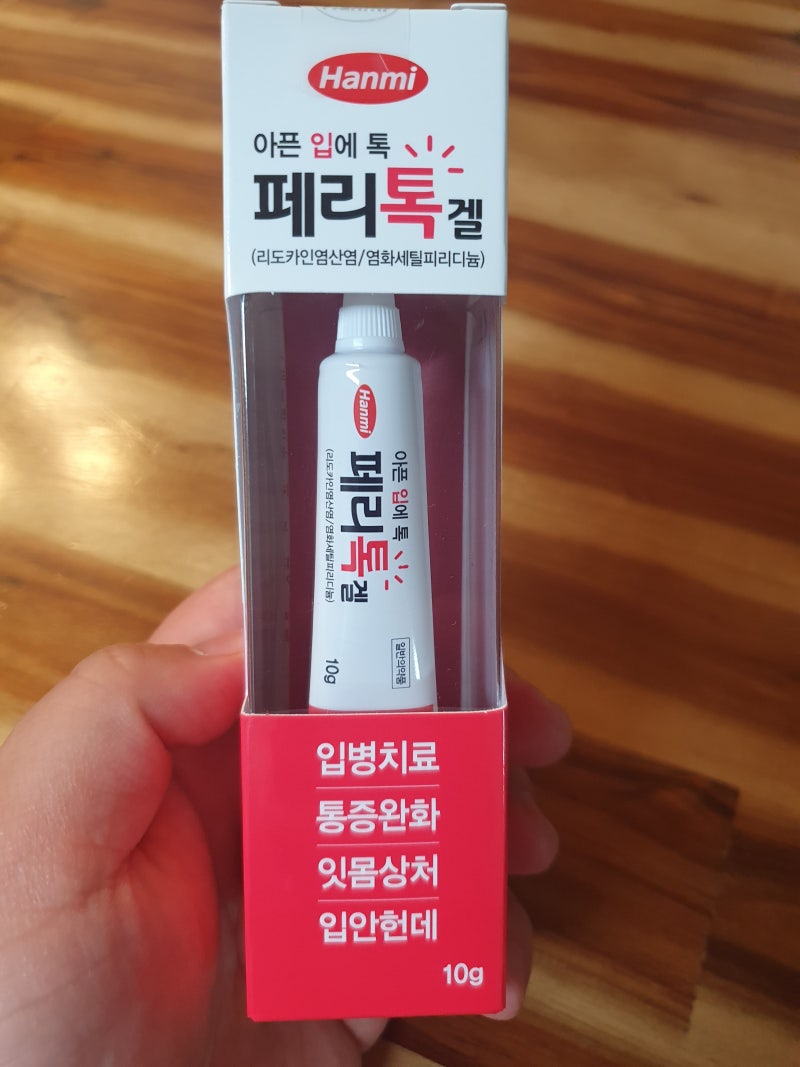 Hanmi
아픈 입에 톡
페리톡겔
(리도카인염산염/염화세틸피리디늄)
Hanmi
아픈 입에 톡
페리톡겔
(리도카인염산염/염화세틸피리디늄)
일반의약품
10g
입병치료
통증완화
잇몸상처
입안헌데
10g